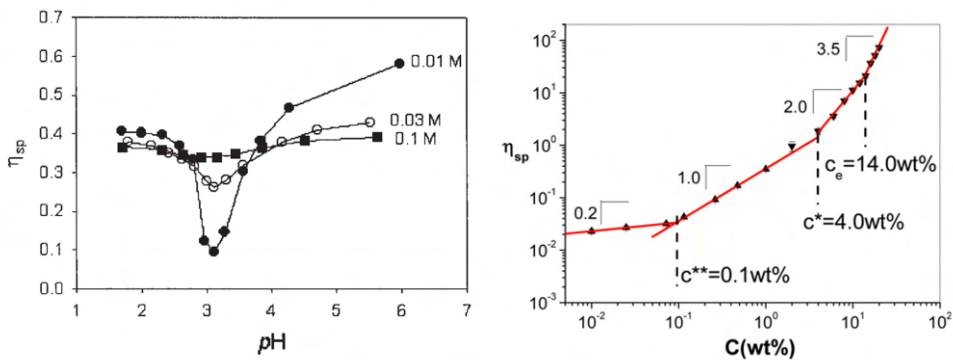 0.7
0.6
0.5
0.4
0.3
0.2
0.1
0.0
ηsp
0.01 M
0.03 M
0.1 M
1 2 3 4 5 6 7
pH
10²
10¹
10⁰
10⁻¹
10⁻²
10⁻³
ηsp
3.5
2.0
1.0
0.2
cₑ=14.0wt%
c*=4.0wt%
c**=0.1wt%
10⁻² 10⁻¹ 10⁰ 10¹ 10²
C(wt%)